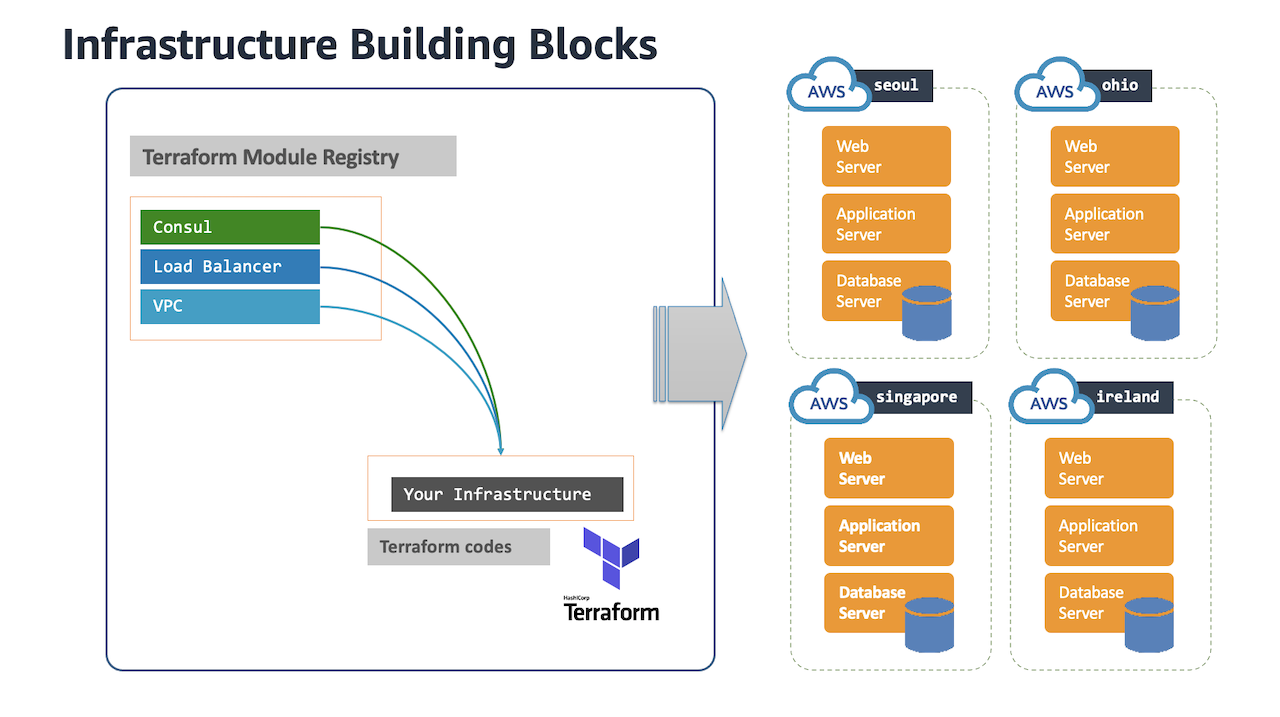 Infrastructure Building Blocks
Terraform Module Registry
Consul
Load Balancer
VPC
Your Infrastructure
Terraform codes
HashiCorp
Terraform
AWS
seoul
Web
Server
Application
Server
Database
Server
AWS
ohio
Web
Server
Application
Server
Database
Server
AWS
singapore
Web
Server
Application
Server
Database
Server
AWS
ireland
Web
Server
Application
Server
Database
Server